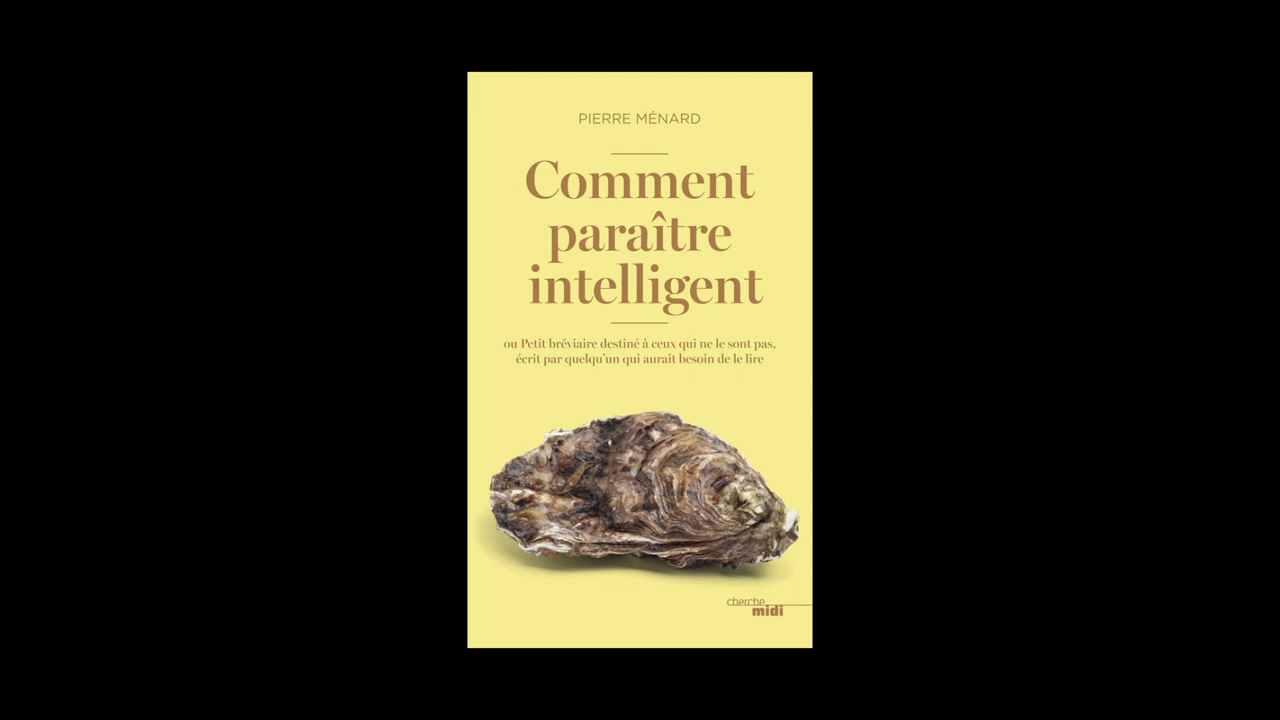 PIERRE MÉNARD
Comment
paraître
intelligent
ou Petit bréviaire destiné à ceux qui ne le sont pas,
écrit par quelqu'un qui aurait besoin de le lire
cherche
midi